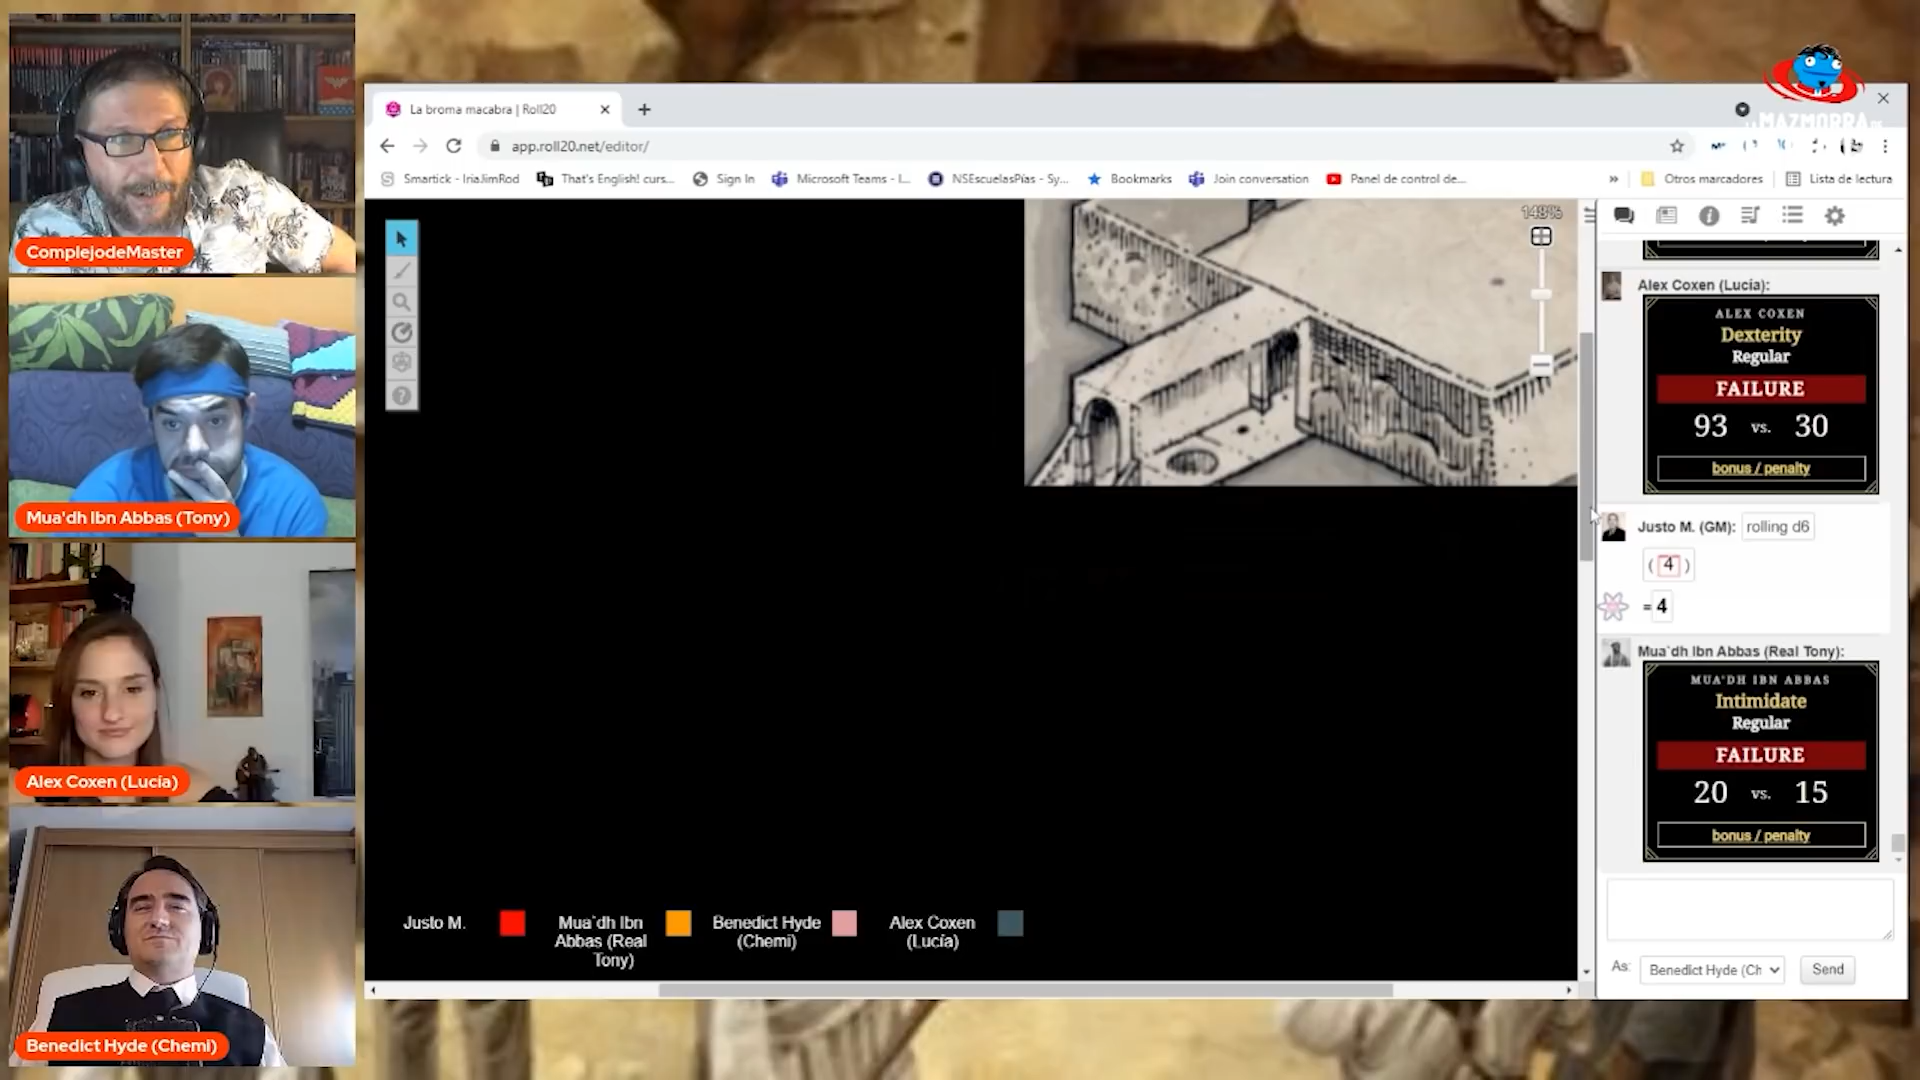 ComplejodeMaster
Mua'dh Ibn Abbas (Tony)
Alex Coxen (Lucía)
Benedict Hyde (Chemi)
La broma macabra | Roll20
MAZMORRA
app.roll20.net/editor/
Smartick - IriaJimRod
That's English! curs...
Sign In
Microsoft Teams - I...
NSEscuelasPías - Sy...
Bookmarks
Join conversation
Panel de control de...
»
Otros marcadores
Lista de lectura
148%
Alex Coxen (Lucía):
ALEX COXEN
Dexterity
Regular
FAILURE
93 vs. 30
bonus / penalty
Justo M. (GM): rolling d6
( 4 )
= 4
Mua`dh Ibn Abbas (Real Tony):
MUA'DH IBN ABBAS
Intimidate
Regular
FAILURE
20 vs. 15
bonus / penalty
Justo M.
Mua`dh Ibn
Abbas (Real
Tony)
Benedict Hyde
(Chemi)
Alex Coxen
(Lucía)
As: Benedict Hyde (Ch
Send